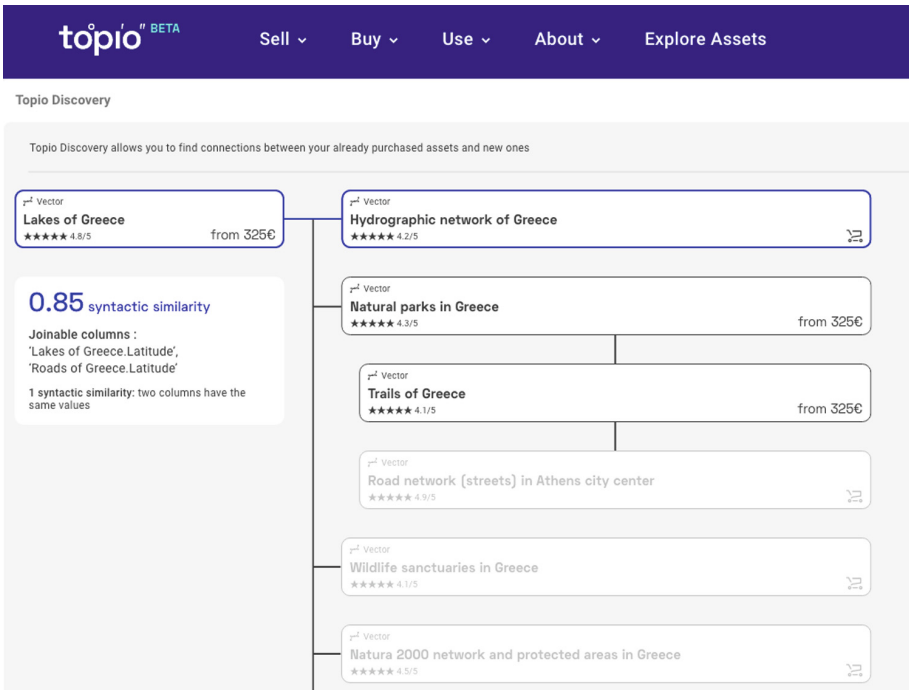 topio BETA
Sell Buy Use About Explore Assets
Topio Discovery
Topio Discovery allows you to find connections between your already purchased assets and new ones
Vector
Lakes of Greece
★★★★★ 4.8/5 from 325€
0.85 syntactic similarity
Joinable columns :
'Lakes of Greece.Latitude',
'Roads of Greece.Latitude'
1 syntactic similarity: two columns have the
same values
Vector
Hydrographic network of Greece
★★★★★ 4.2/5
Vector
Natural parks in Greece
★★★★★ 4.3/5 from 325€
Vector
Trails of Greece
★★★★★ 4.1/5 from 325€
Vector
Road network (streets) in Athens city center
★★★★★ 4.9/5
Vector
Wildlife sanctuaries in Greece
★★★★★ 4.1/5
Vector
Natura 2000 network and protected areas in Greece
★★★★★ 4.5/5